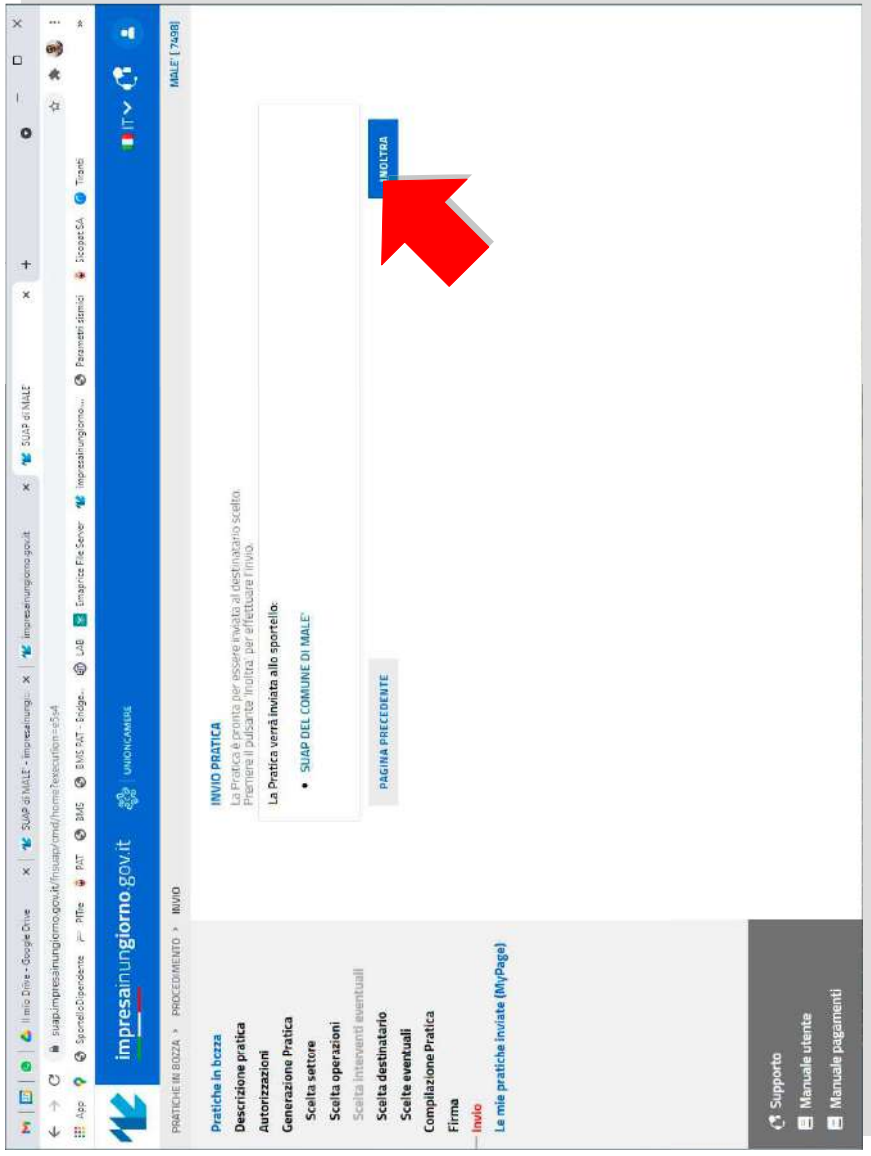 Il mio Drive - Google Drive
SUAP di MALE' - impresainungi
impresainungiorno.gov.it
SUAP di MALE'
suap.impresainungiorno.gov.it/fnsuap/cmd/home?execution=e5s4
App
SportelloDipendente
PITre
PAT
BMS
BMS PAT - Bridge...
LAB
Emaprice File Server
impresainungiorno....
Parametri sismici
Sicopat SA
Tiranti
impresainungiorno.gov.it
UNIONCAMERE
IT
PRATICHE IN BOZZA > PROCEDIMENTO > INVIO
MALE' [ 7498]
Pratiche in bozza
Descrizione pratica
Autorizzazioni
Generazione Pratica
Scelta settore
Scelta operazioni
Scelta interventi eventuali
Scelta destinatario
Scelte eventuali
Compilazione Pratica
Firma
Invio
Le mie pratiche inviate (MyPage)
INVIO PRATICA
La Pratica è pronta per essere inviata al destinatario scelto.
Premere il pulsante 'Inoltra' per effettuare l'invio.
La Pratica verrà inviata allo sportello:
• SUAP DEL COMUNE DI MALE'
PAGINA PRECEDENTE
INOLTRA
Supporto
Manuale utente
Manuale pagamenti